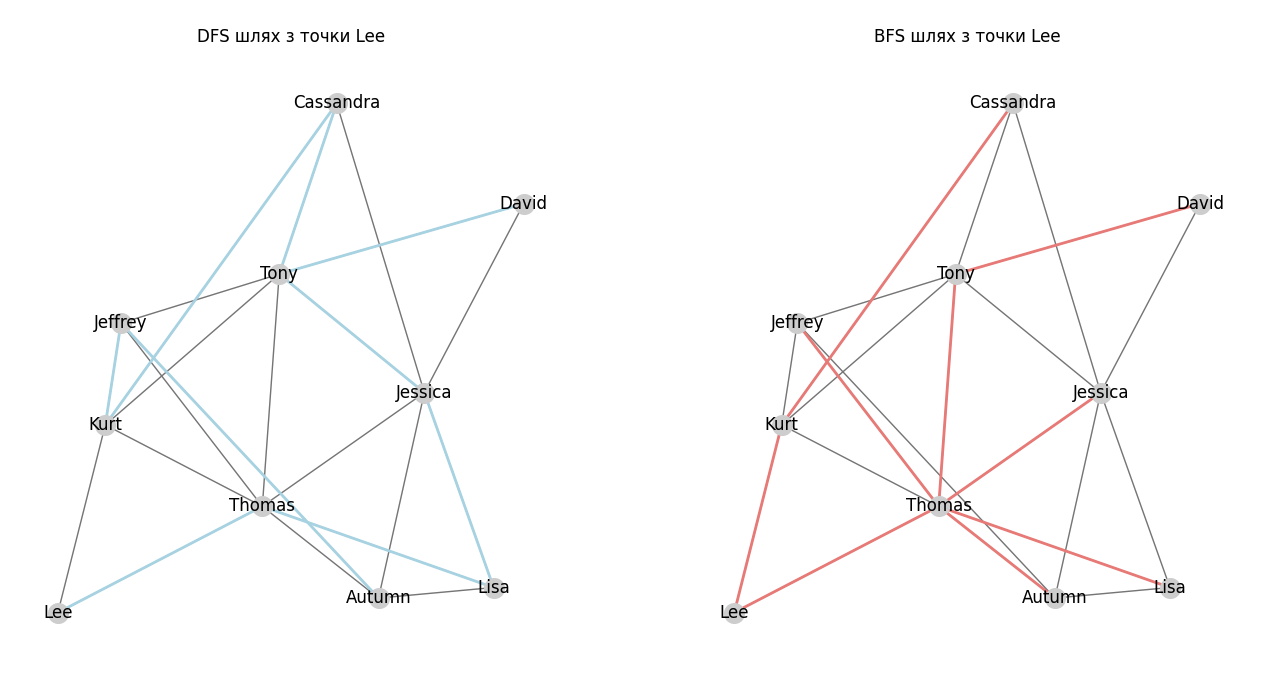 DFS шлях з точки Lee
Cassandra
David
Tony
Jeffrey
Jessica
Kurt
Thomas
Lisa
Autumn
Lee
BFS шлях з точки Lee
Cassandra
David
Tony
Jeffrey
Jessica
Kurt
Thomas
Lisa
Autumn
Lee